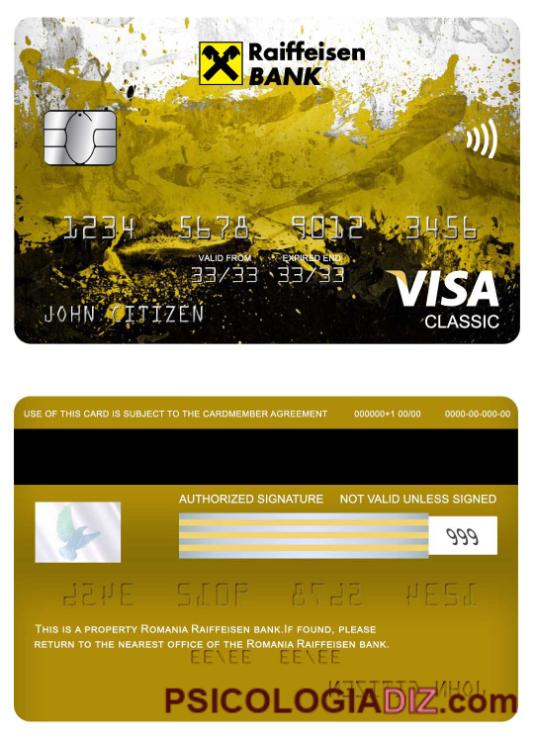 Raiffeisen
BANK
1234 5678 9012 3456
VALID FROM EXPIRED END
33/33 33/33
JOHN CITIZEN
VISA
CLASSIC
USE OF THIS CARD IS SUBJECT TO THE CARDMEMBER AGREEMENT 000000+1 00/00 0000-00-000-00
AUTHORIZED SIGNATURE NOT VALID UNLESS SIGNED
999
THIS IS A PROPERTY ROMANIA RAIFFEISEN BANK.IF FOUND, PLEASE
RETURN TO THE NEAREST OFFICE OF THE ROMANIA RAIFFEISEN BANK.
PSICOLOGIADIZ.com